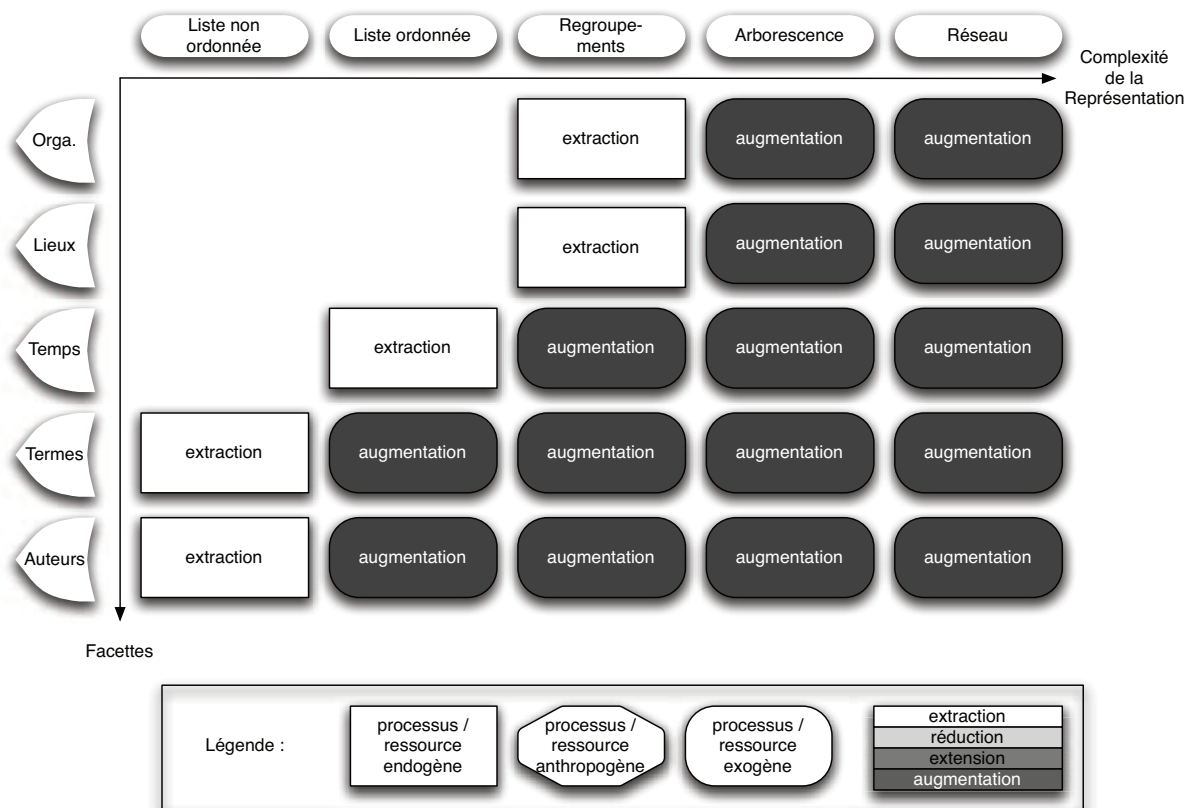 Liste non
ordonnée
Liste ordonnée
Regroupe-
ments
Arborescence
Réseau
Complexité
de la
Représentation
Orga.
extraction
augmentation
augmentation
Lieux
extraction
augmentation
augmentation
Temps
extraction
augmentation
augmentation
augmentation
Termes
extraction
augmentation
augmentation
augmentation
augmentation
Auteurs
extraction
augmentation
augmentation
augmentation
augmentation
Facettes
Légende :
processus /
ressource
endogène
processus /
ressource
anthropogène
processus /
ressource
exogène
extraction
réduction
extension
augmentation